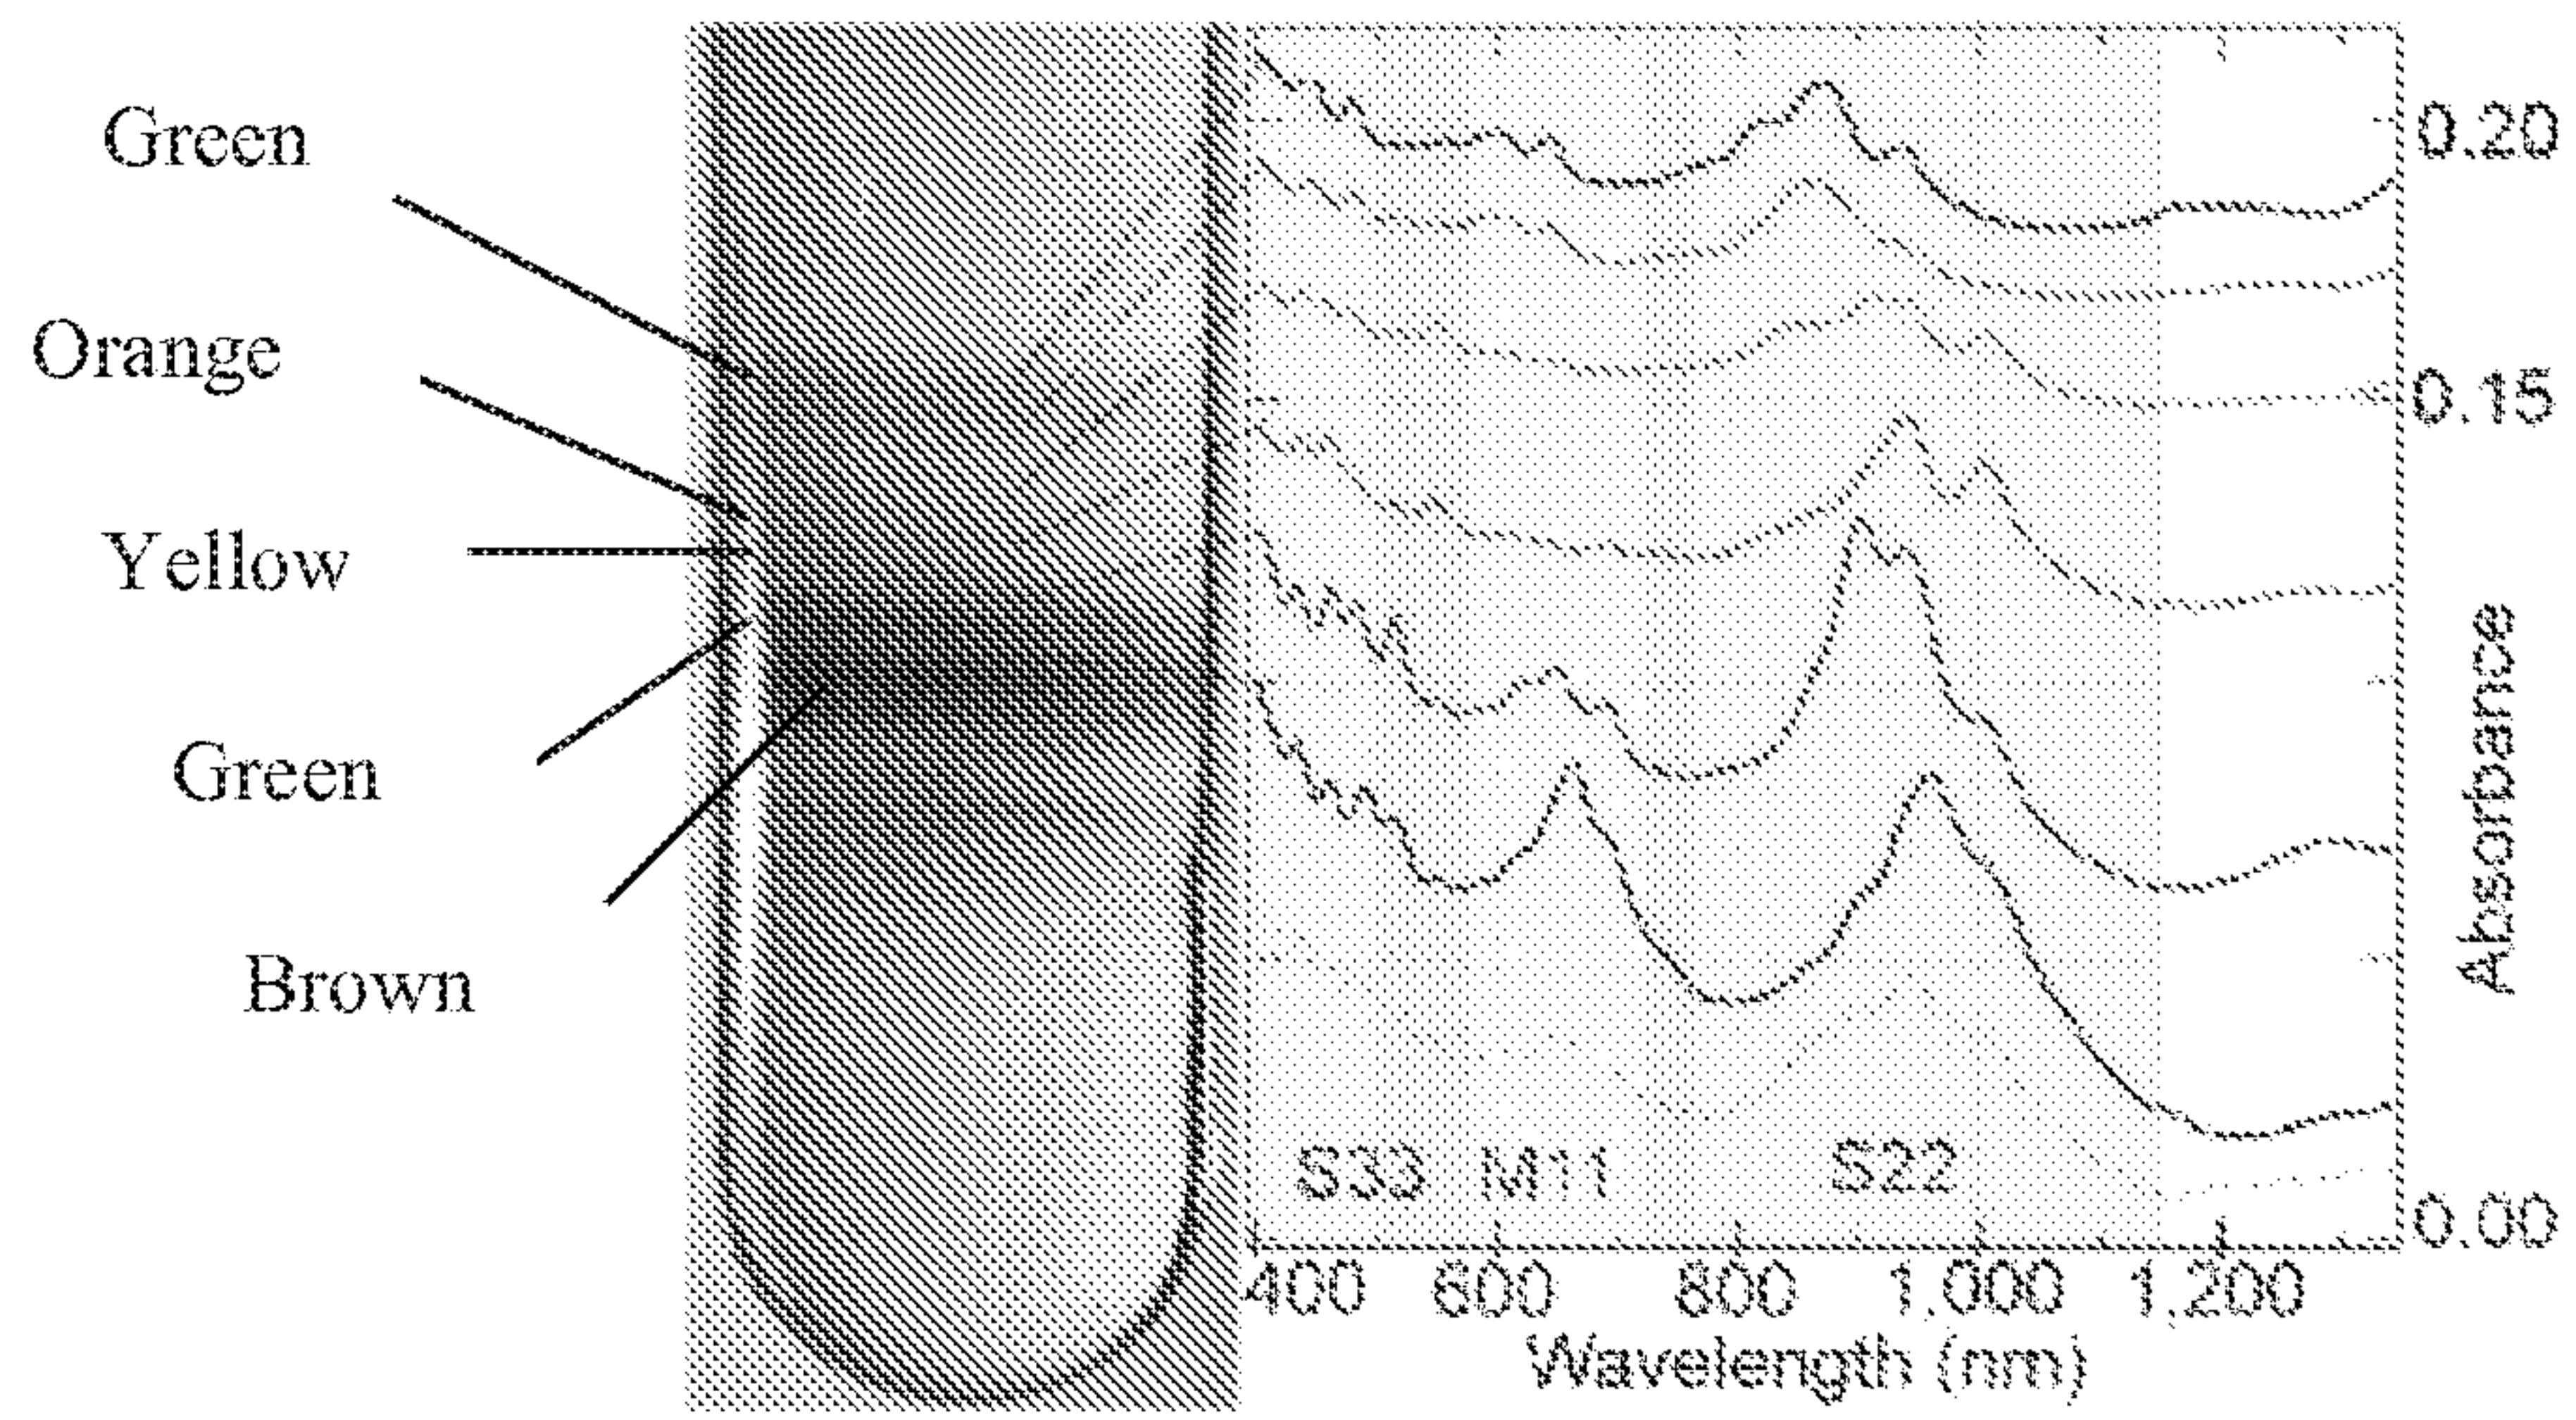 Green
Orange
Yellow
Green
Brown
0.20
0.15
Absorbance
0.00
S33 M11 S22
400 600 800 1,000 1,200
Wavelength (nm)